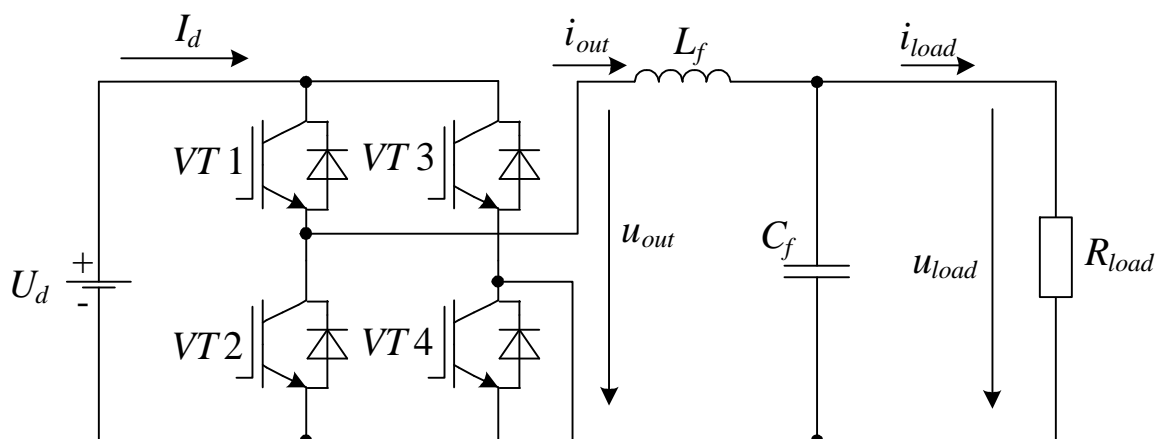 I_d
i_out
L_f
i_load
VT 1
VT 3
u_out
C_f
u_load
R_load
U_d
+
-
VT 2
VT 4